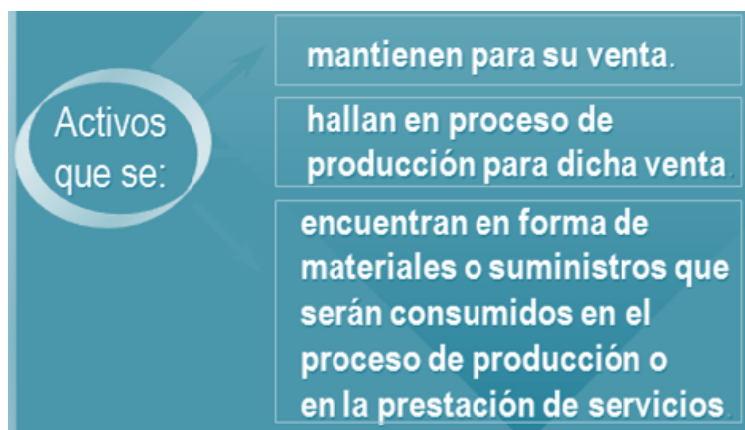 Activos
que se:
mantienen para su venta.
hallan en proceso de
producción para dicha venta.
encuentran en forma de
materiales o suministros que
serán consumidos en el
proceso de producción o
en la prestación de servicios.